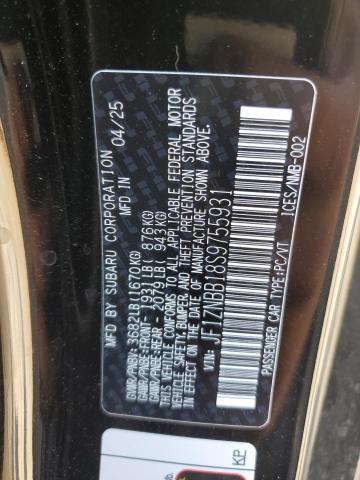 MFD BY SUBARU CORPORATION 04/25
GVWR/PNBV: 3682LB(1670KG)
GAWR/PNBE:FRONT- 1931LB( 876KG)
GAWR/PNBE:REAR- 2079LB( 943KG)
THIS VEHICLE CONFORMS TO ALL APPLICABLE FEDERAL MOTOR
VEHICLE SAFETY,BUMPER,AND THEFT PREVENTION STANDARDS
IN EFFECT ON THE DATE OF MANUFACTURE SHOWN ABOVE.
VIN: JF1ZNBB18S9755931
PASSENGER CAR TYPE:PC/VT ICES/NMB-002
KP